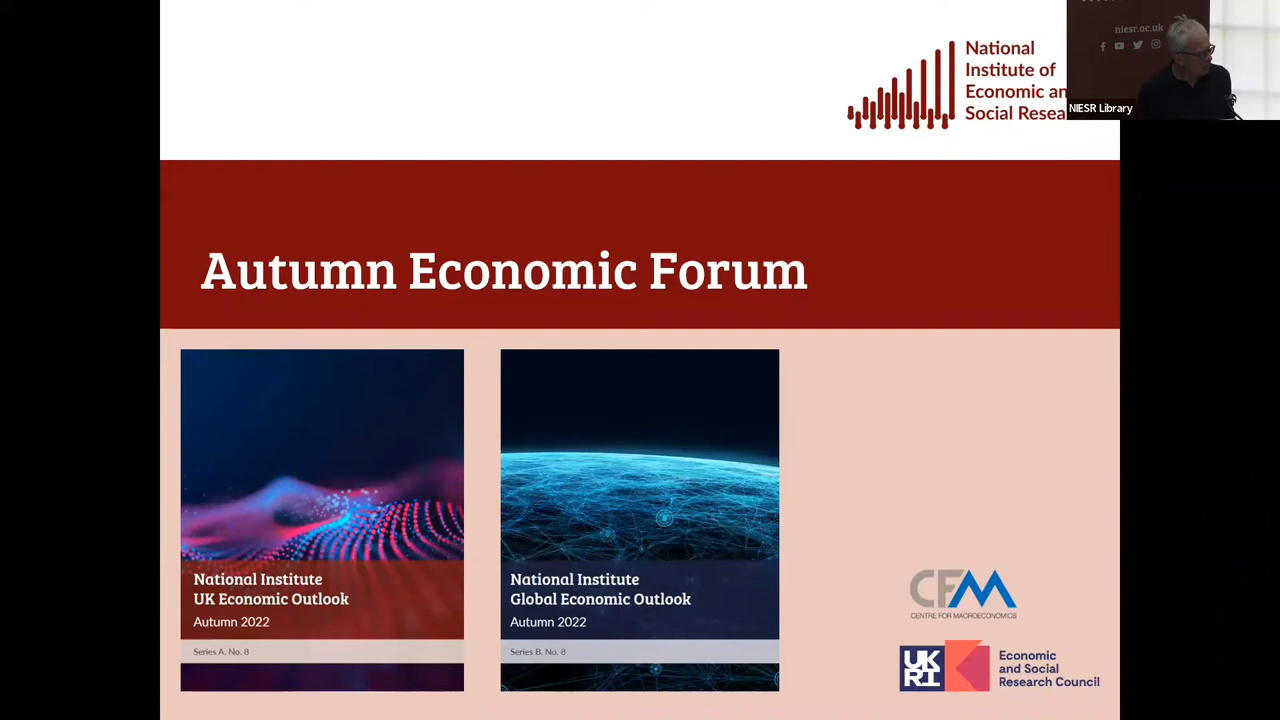 National
Institute of
Economic an
Social Resea
niesr.ac.uk
NIESR Library
Autumn Economic Forum
National Institute
UK Economic Outlook
Autumn 2022
Series A. No. 8
National Institute
Global Economic Outlook
Autumn 2022
Series B. No. 8
CFM
CENTRE FOR MACROECONOMICS
UK
RI
Economic
and Social
Research Council